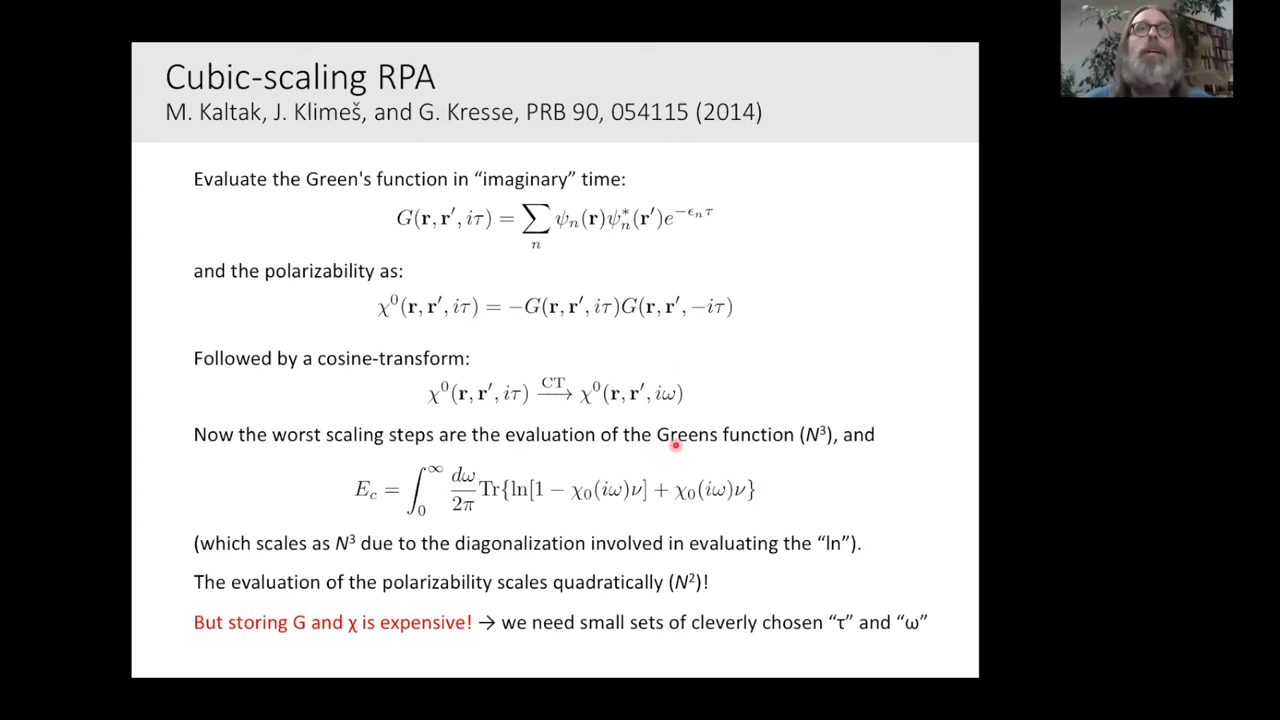 Cubic-scaling RPA
M. Kaltak, J. Klimeš, and G. Kresse, PRB 90, 054115 (2014)
Evaluate the Green's function in “imaginary” time:
G(r, r′, iτ) = ∑ₙ ψₙ(r)ψₙ*(r′)e^{−ϵₙτ}
and the polarizability as:
χ⁰(r, r′, iτ) = −G(r, r′, iτ)G(r, r′, −iτ)
Followed by a cosine-transform:
χ⁰(r, r′, iτ) —CT→ χ⁰(r, r′, iω)
Now the worst scaling steps are the evaluation of the Greens function (N³), and
E_c = ∫₀^∞ dω/2π Tr{ln[1 − χ₀(iω)ν] + χ₀(iω)ν}
(which scales as N³ due to the diagonalization involved in evaluating the “ln”).
The evaluation of the polarizability scales quadratically (N²)!
But storing G and χ is expensive! → we need small sets of cleverly chosen “τ” and “ω”